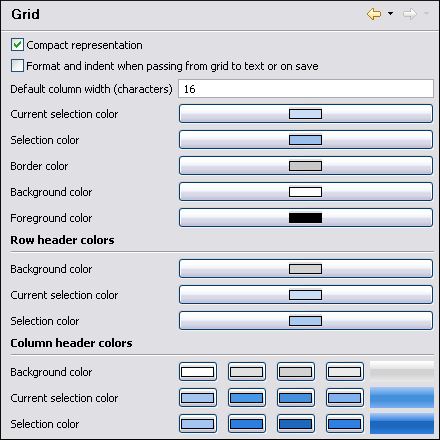 Grid
Compact representation
Format and indent when passing from grid to text or on save
Default column width (characters) 16
Current selection color
Selection color
Border color
Background color
Foreground color
Row header colors
Background color
Current selection color
Selection color
Column header colors
Background color
Current selection color
Selection color